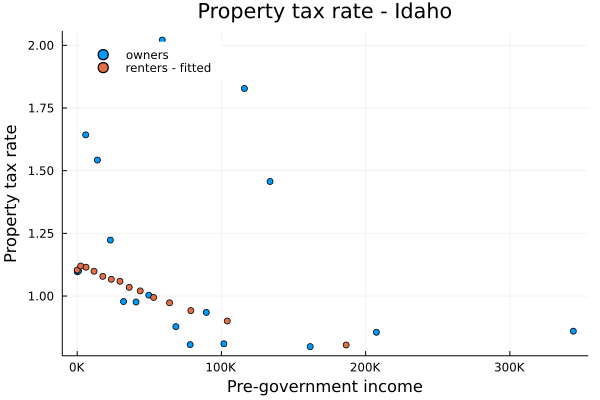 Property tax rate - Idaho
owners
renters - fitted
Property tax rate
2.00
1.75
1.50
1.25
1.00
0K
100K
200K
300K
Pre-government income